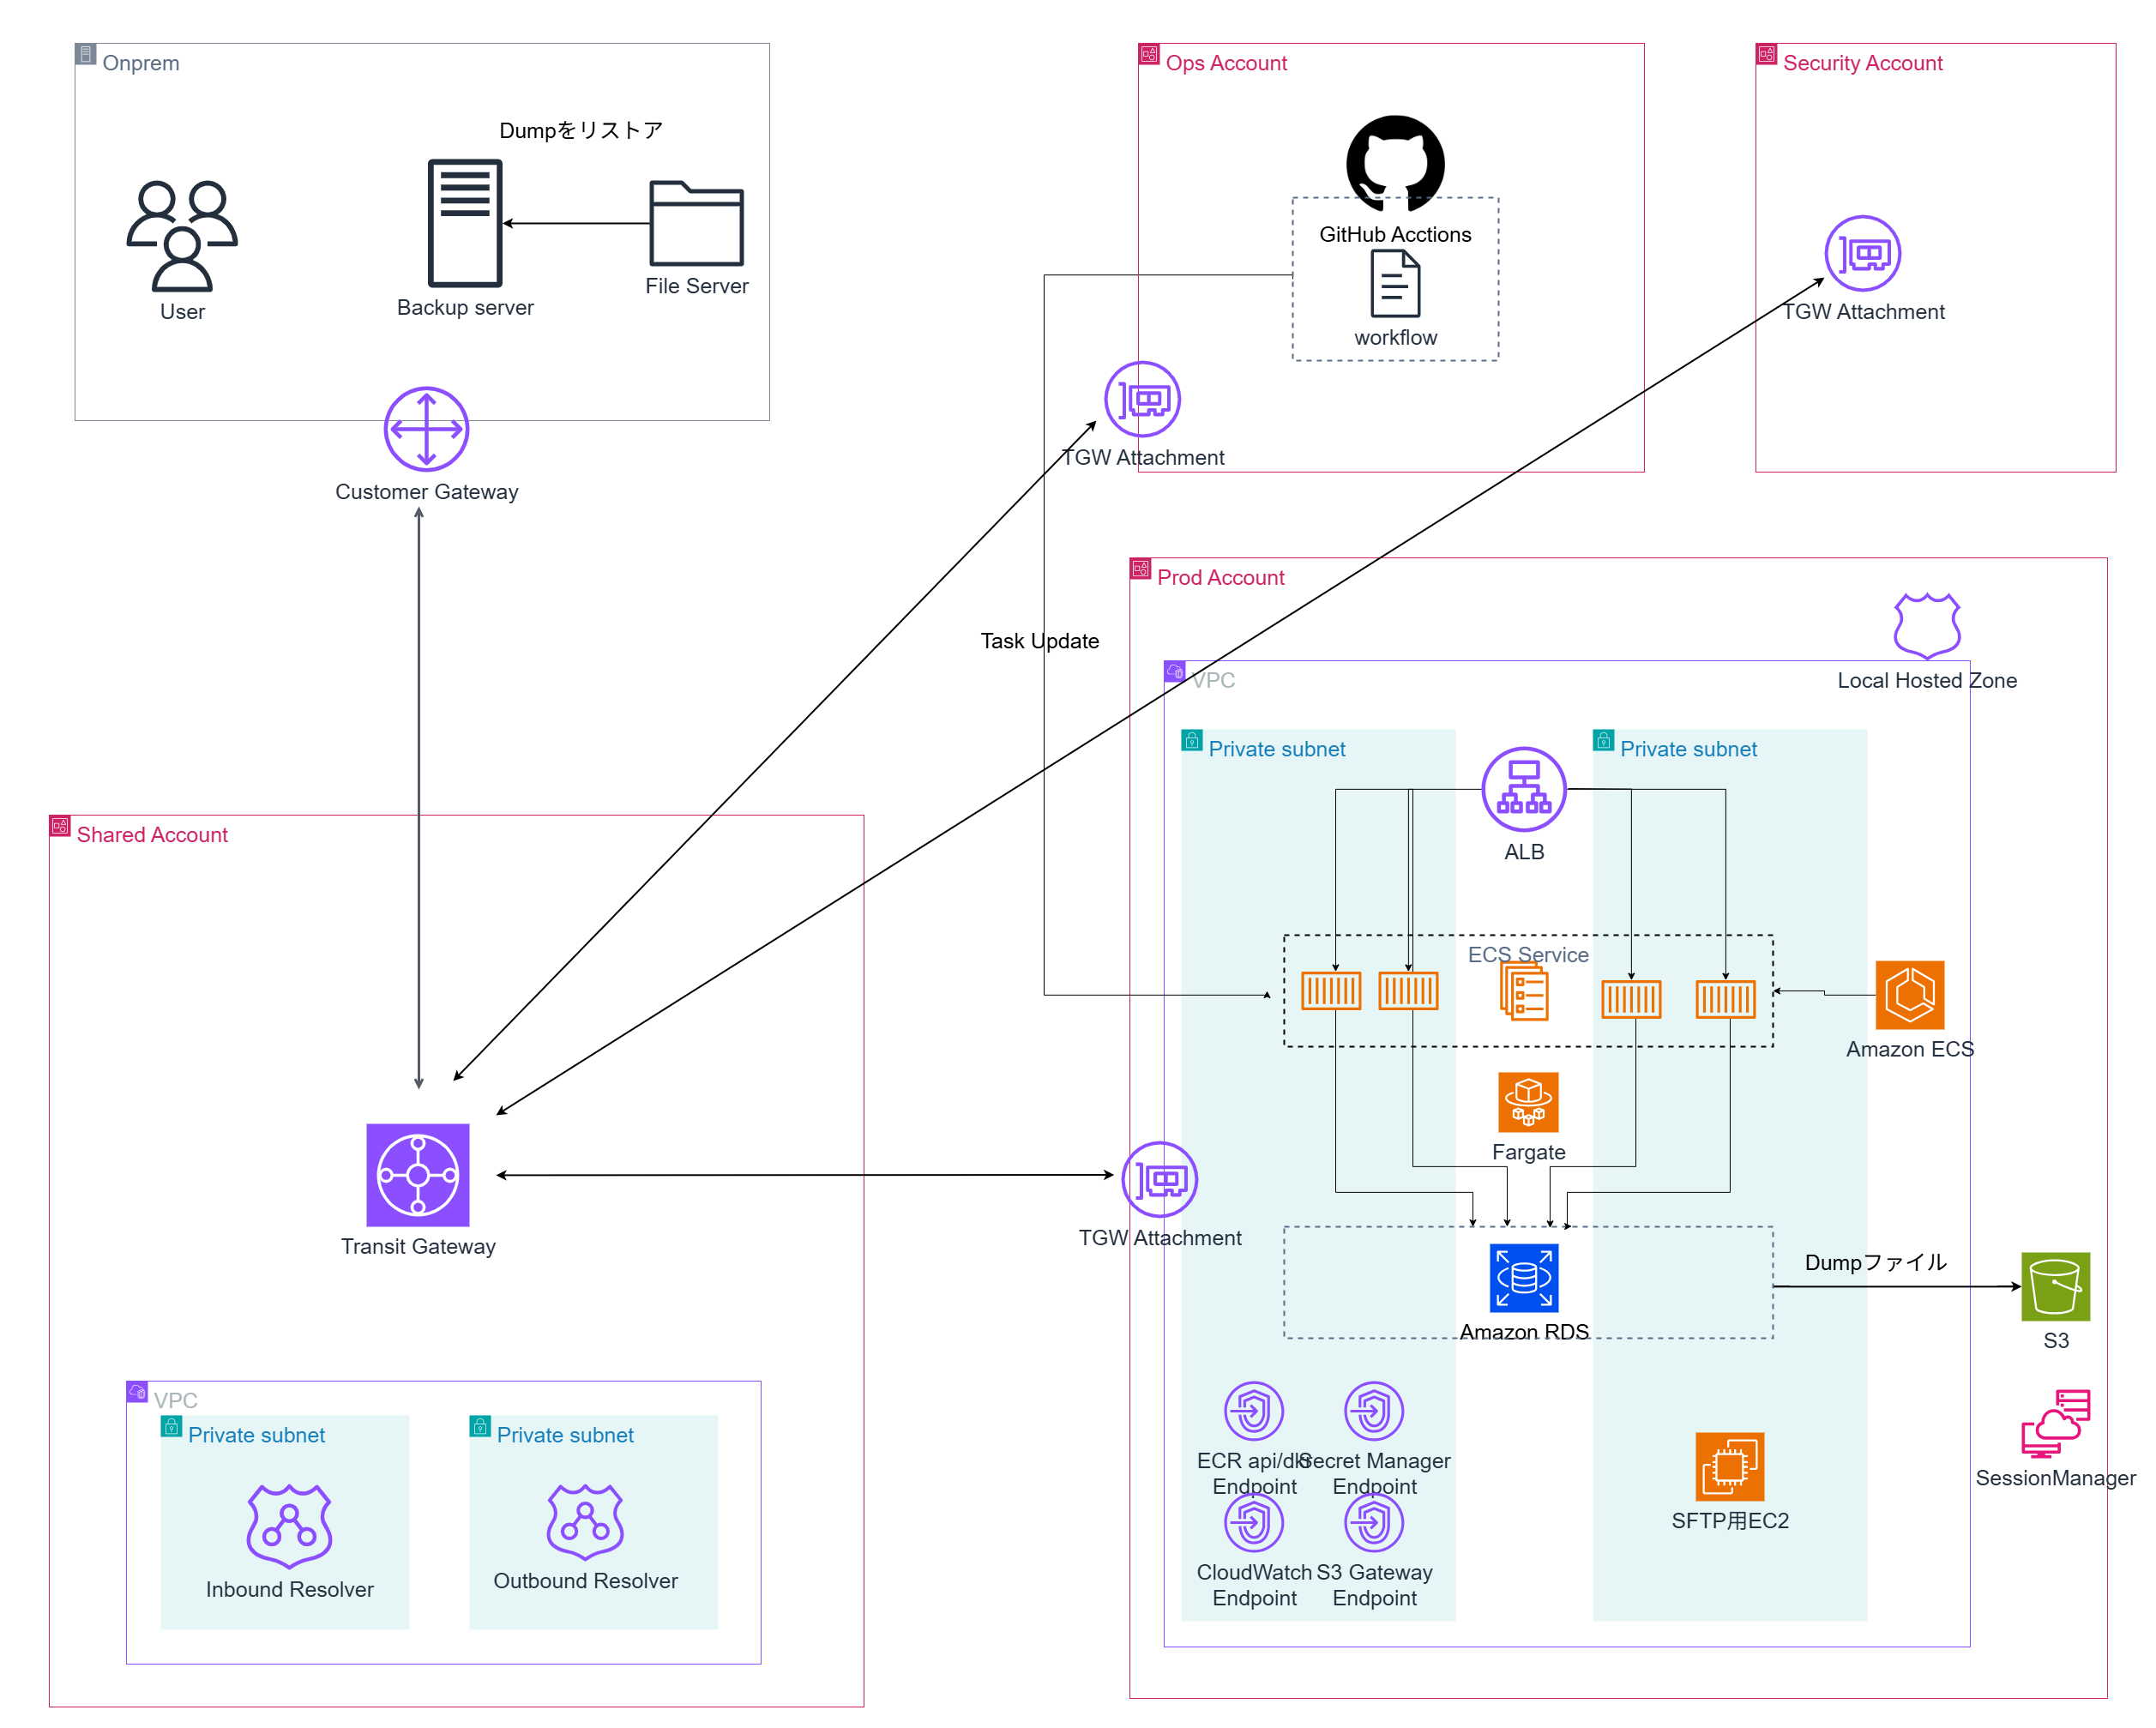 Onprem
Dumpをリストア
User
Backup server
File Server
Customer Gateway
Ops Account
GitHub Acctions
workflow
TGW Attachment
Security Account
TGW Attachment
Task Update
Prod Account
Local Hosted Zone
VPC
Private subnet
Private subnet
ALB
ECS Service
Amazon ECS
Fargate
TGW Attachment
Amazon RDS
Dumpファイル
S3
ECR api/dkr
Endpoint
Secret Manager
Endpoint
CloudWatch
Endpoint
S3 Gateway
Endpoint
SFTP用EC2
SessionManager
Shared Account
Transit Gateway
VPC
Private subnet
Private subnet
Inbound Resolver
Outbound Resolver